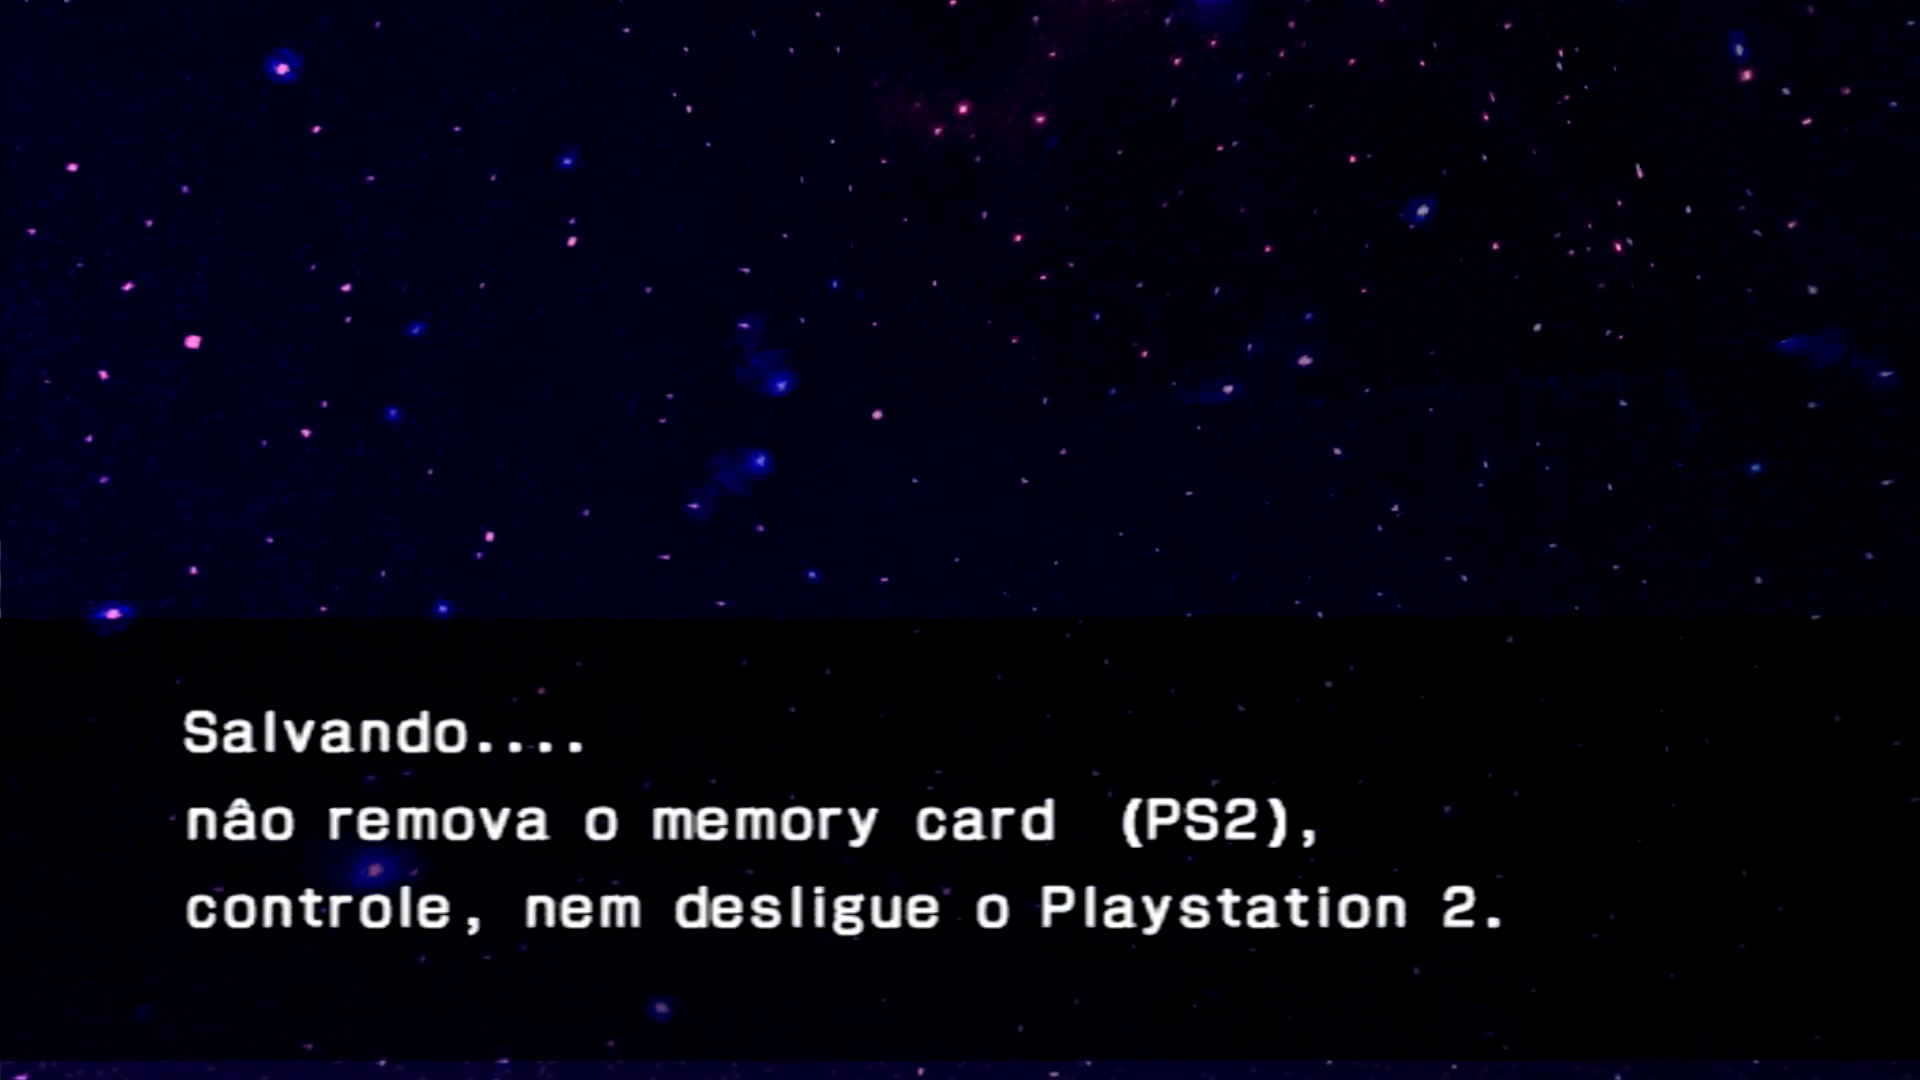 Salvando....
nâo remova o memory card (PS2),
controle, nem desligue o Playstation 2.